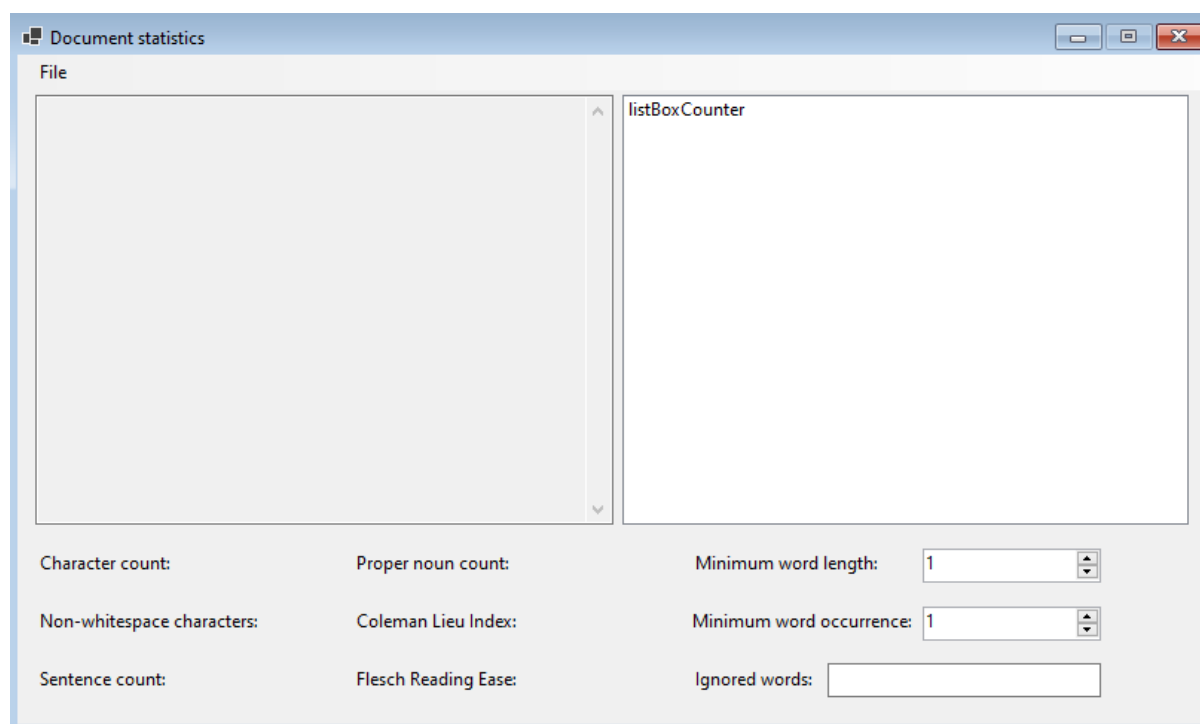 Document statistics
File
listBoxCounter
Character count: Proper noun count: Minimum word length: 1
Non-whitespace characters: Coleman Lieu Index: Minimum word occurrence: 1
Sentence count: Flesch Reading Ease: Ignored words: